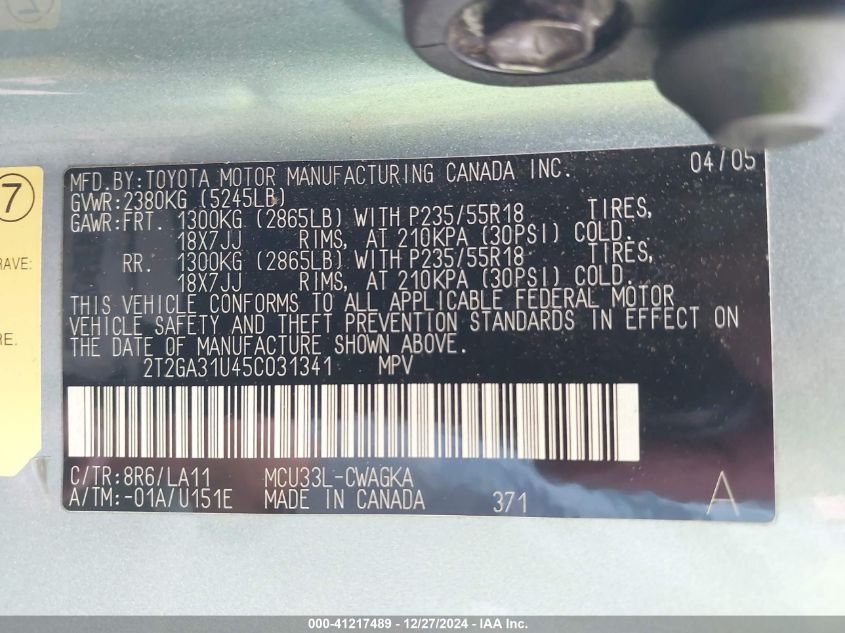 7
RAVE:
RE.
MFD.BY:TOYOTA MOTOR MANUFACTURING CANADA INC. 04/05
GVWR:2380KG (5245LB)
GAWR:FRT. 1300KG (2865LB) WITH P235/55R18 TIRES,
18X7JJ RIMS, AT 210KPA (30PSI) COLD.
RR. 1300KG (2865LB) WITH P235/55R18 TIRES,
18X7JJ RIMS, AT 210KPA (30PSI) COLD.
THIS VEHICLE CONFORMS TO ALL APPLICABLE FEDERAL MOTOR
VEHICLE SAFETY AND THEFT PREVENTION STANDARDS IN EFFECT ON
THE DATE OF MANUFACTURE SHOWN ABOVE.
2T2GA31U45C031341 MPV
C/TR:8R6/LA11 MCU33L-CWAGKA
A/TM:-01A/U151E MADE IN CANADA 371 A
000-41217489 - 12/27/2024 - IAA Inc.